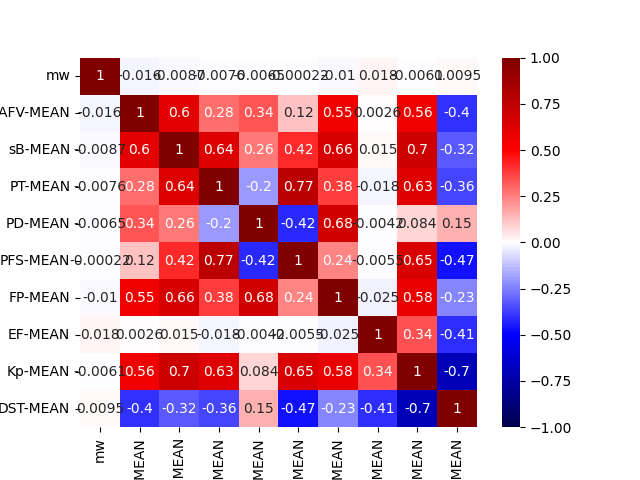 mw 1 -0.016 -0.0087 -0.0076 -0.0065 0.00022 -0.01 0.018 -0.0061 0.0095
AFV-MEAN -0.016 1 0.6 0.28 0.34 0.12 0.55 0.0026 0.56 -0.4
sB-MEAN -0.0087 0.6 1 0.64 0.26 0.42 0.66 0.015 0.7 -0.32
PT-MEAN -0.0076 0.28 0.64 1 -0.2 0.77 0.38 -0.018 0.63 -0.36
PD-MEAN -0.0065 0.34 0.26 -0.2 1 -0.42 0.68 0.0042 0.084 0.15
PFS-MEAN -0.00022 0.12 0.42 0.77 -0.42 1 0.24 -0.0055 0.65 -0.47
FP-MEAN -0.01 0.55 0.66 0.38 0.68 0.24 1 -0.025 0.58 -0.23
EF-MEAN 0.018 0.0026 0.015 -0.018 0.0042 -0.0055 -0.025 1 0.34 -0.41
Kp-MEAN -0.0061 0.56 0.7 0.63 0.084 0.65 0.58 0.34 1 -0.7
DST-MEAN 0.0095 -0.4 -0.32 -0.36 0.15 -0.47 -0.23 -0.41 -0.7 1
mw MEAN MEAN MEAN MEAN MEAN MEAN MEAN MEAN MEAN
1.00
0.75
0.50
0.25
0.00
−0.25
−0.50
−0.75
−1.00